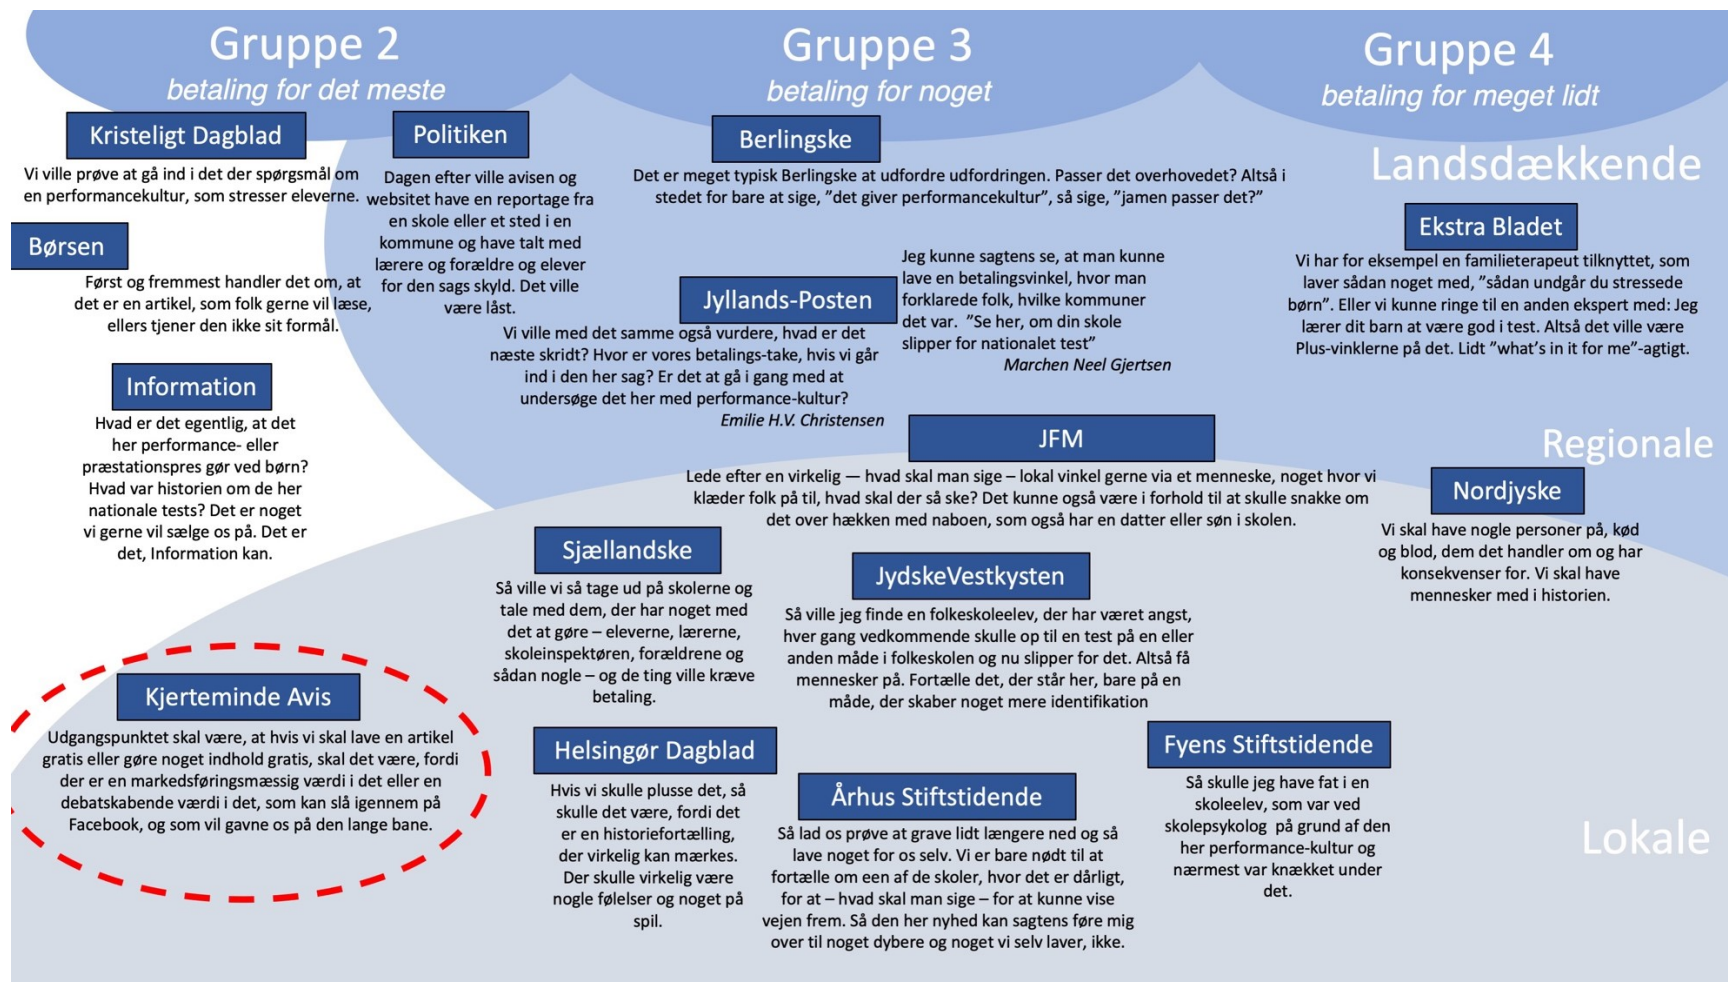 Gruppe 2
betaling for det meste
Gruppe 3
betaling for noget
Gruppe 4
betaling for meget lidt
Landsdækkende
Kristeligt Dagblad
Vi ville prøve at gå ind i det der spørgsmål om
en performancekultur, som stresser eleverne.
Politiken
Dagen efter ville avisen og
websitet have en reportage fra
en skole eller et sted i en
kommune og have talt med
lærere og forældre og elever
for den sags skyld. Det ville
være låst.
Berlingske
Det er meget typisk Berlingske at udfordre udfordringen. Passer det overhovedet? Altså i
stedet for bare at sige, ”det giver performancekultur”, så sige, ”jamen passer det?”
Ekstra Bladet
Vi har for eksempel en familieterapeut tilknyttet, som
laver sådan noget med, ”sådan undgår du stressede
børn”. Eller vi kunne ringe til en anden ekspert med: Jeg
lærer dit barn at være god i test. Altså det ville være
Plus-vinklerne på det. Lidt ”what’s in it for me”-agtigt.
Børsen
Først og fremmest handler det om, at
det er en artikel, som folk gerne vil læse,
ellers tjener den ikke sit formål.
Jyllands-Posten
Vi ville med det samme også vurdere, hvad er det
næste skridt? Hvor er vores betalings-take, hvis vi går
ind i den her sag? Er det at gå i gang med at
undersøge det her med performance-kultur?
Emilie H.V. Christensen
Jeg kunne sagtens se, at man kunne
lave en betalingsvinkel, hvor man
forklarede folk, hvilke kommuner
det var. ”Se her, om din skole
slipper for nationalet test”
Marchen Neel Gjertsen
Information
Hvad er det egentlig, at det
her performance- eller
præstationspres gør ved børn?
Hvad var historien om de her
nationale tests? Det er noget
vi gerne vil sælge os på. Det er
det, Information kan.
Regionale
JFM
Lede efter en virkelig — hvad skal man sige – lokal vinkel gerne via et menneske, noget hvor vi
klæder folk på til, hvad skal der så ske? Det kunne også være i forhold til at skulle snakke om
det over hækken med naboen, som også har en datter eller søn i skolen.
Nordjyske
Vi skal have nogle personer på, kød
og blod, dem det handler om og har
konsekvenser for. Vi skal have
mennesker med i historien.
Sjællandske
Så ville vi så tage ud på skolerne og
tale med dem, der har noget med
det at gøre – eleverne, lærerne,
skoleinspektøren, forældrene og
sådan nogle – og de ting ville kræve
betaling.
JydskeVestkysten
Så ville jeg finde en folkeskoleelev, der har været angst,
hver gang vedkommende skulle op til en test på en eller
anden måde i folkeskolen og nu slipper for det. Altså få
mennesker på. Fortælle det, der står her, bare på en
måde, der skaber noget mere identifikation
Kjerteminde Avis
Udgangspunktet skal være, at hvis vi skal lave en artikel
gratis eller gøre noget indhold gratis, skal det være, fordi
der er en markedsføringsmæssig værdi i det eller en
debatskabende værdi i det, som kan slå igennem på
Facebook, og som vil gavne os på den lange bane.
Helsingør Dagblad
Hvis vi skulle plusse det, så
skulle det være, fordi det
er en historiefortælling,
der virkelig kan mærkes.
Der skulle virkelig være
nogle følelser og noget på
spil.
Århus Stiftstidende
Så lad os prøve at grave lidt længere ned og så
lave noget for os selv. Vi er bare nødt til at
fortælle om een af de skoler, hvor det er dårligt,
for at – hvad skal man sige – for at kunne vise
vejen frem. Så den her nyhed kan sagtens føre mig
over til noget dybere og noget vi selv laver, ikke.
Fyens Stiftstidende
Så skulle jeg have fat i en
skoleelev, som var ved
skolepsykolog på grund af den
her performance-kultur og
nærmest var knækket under
det.
Lokale